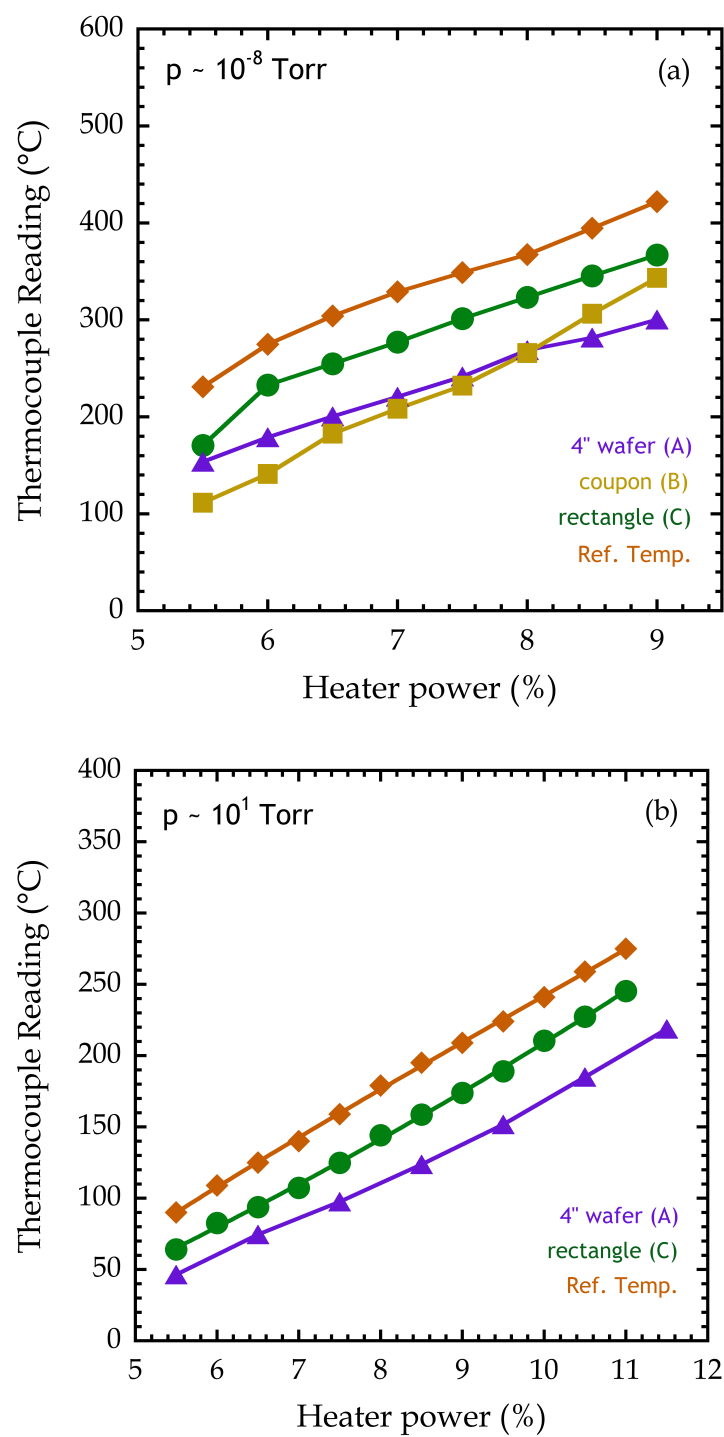 p ~ 10⁻⁸ Torr (a)
600
500
400
300
200
100
0
Thermocouple Reading (°C)
4" wafer (A)
coupon (B)
rectangle (C)
Ref. Temp.
5 6 7 8 9
Heater power (%)
p ~ 10¹ Torr (b)
400
350
300
250
200
150
100
50
0
Thermocouple Reading (°C)
4" wafer (A)
rectangle (C)
Ref. Temp.
5 6 7 8 9 10 11 12
Heater power (%)